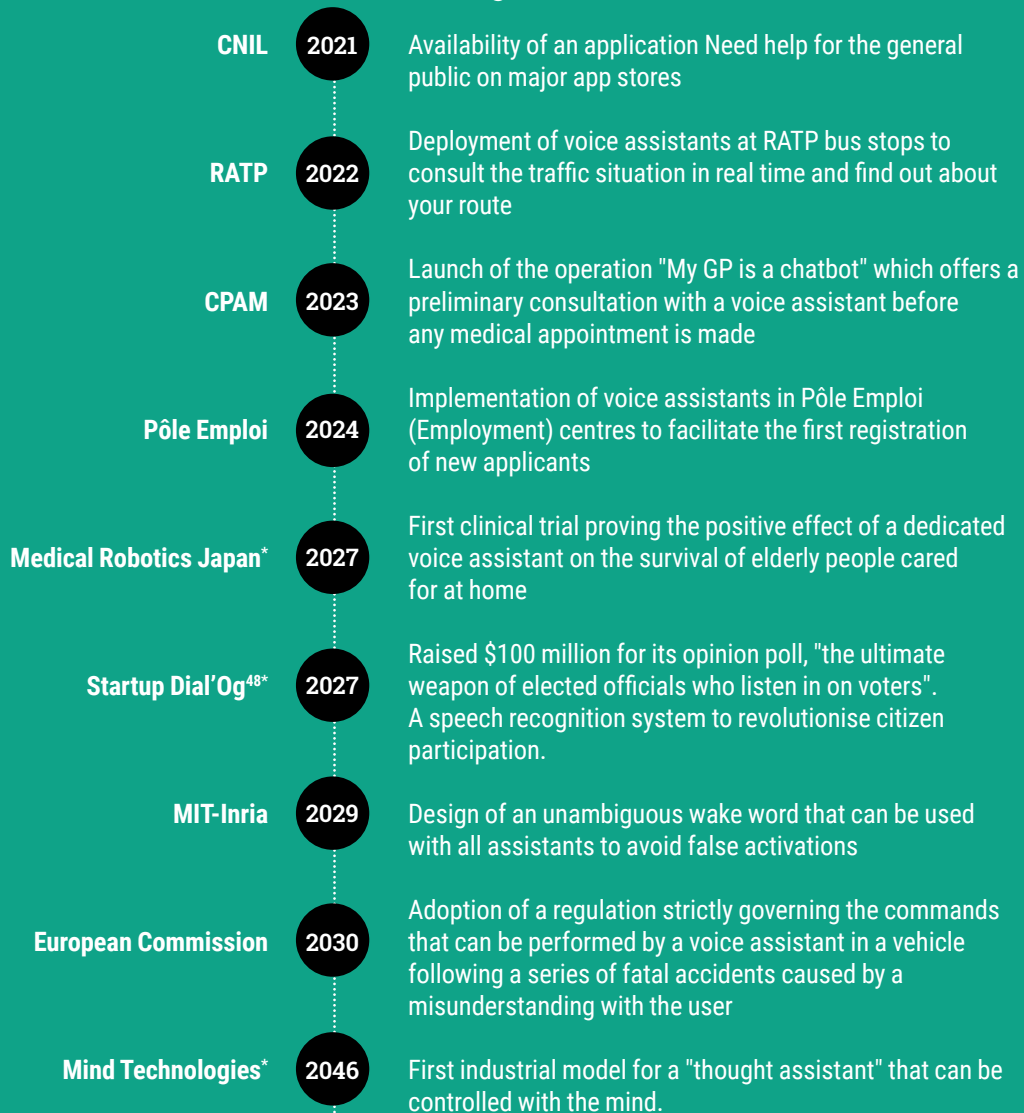 CNIL 2021 Availability of an application Need help for the general
public on major app stores
Deployment of voice assistants at RATP bus stops to
RATP 2022 consult the traffic situation in real time and find out about
your route
Launch of the operation "My GP is a chatbot" which offers a
CPAM 2023 preliminary consultation with a voice assistant before
any medical appointment is made
Implementation of voice assistants in Pôle Emploi
Pôle Emploi 2024 (Employment) centres to facilitate the first registration
of new applicants
First clinical trial proving the positive effect of a dedicated
Medical Robotics Japan* 2027 voice assistant on the survival of elderly people cared
for at home
Raised $100 million for its opinion poll, "the ultimate
Startup Dial’Og48* 2027 weapon of elected officials who listen in on voters".
A speech recognition system to revolutionise citizen
participation.
MIT-Inria 2029 Design of an unambiguous wake word that can be used
with all assistants to avoid false activations
Adoption of a regulation strictly governing the commands
European Commission 2030 that can be performed by a voice assistant in a vehicle
following a series of fatal accidents caused by a
misunderstanding with the user
Mind Technologies* 2046 First industrial model for a "thought assistant" that can be
controlled with the mind.